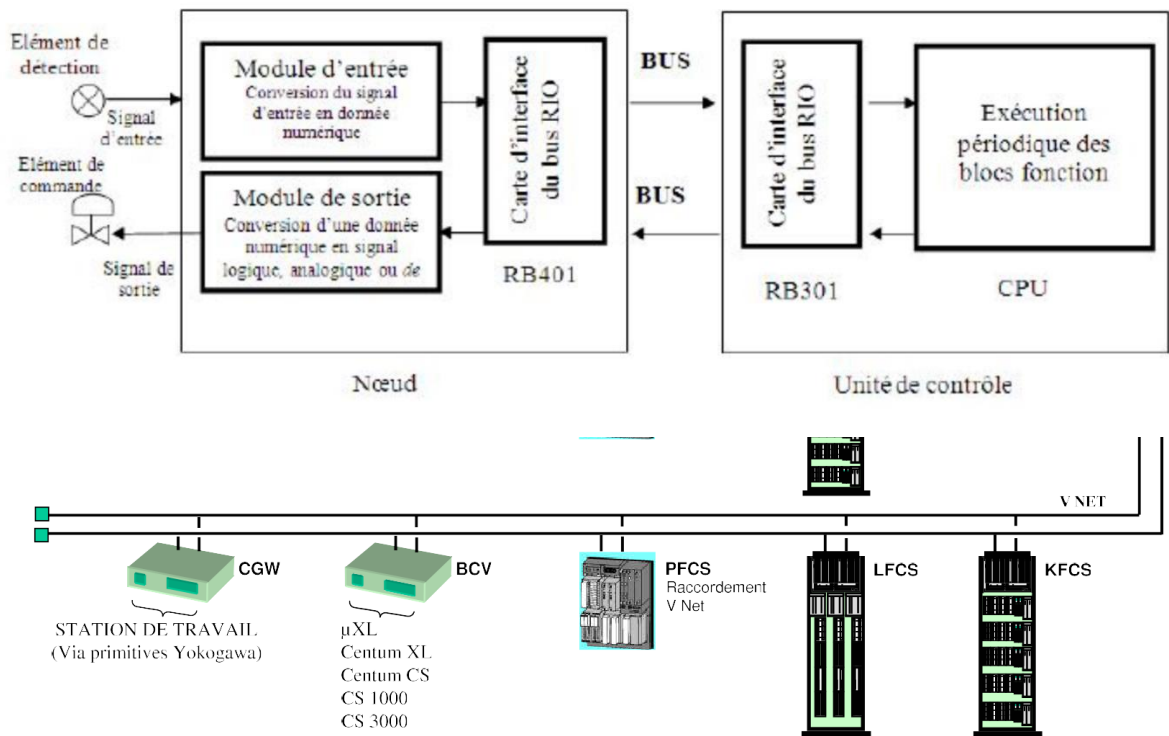 Elément de
détection
Signal
d'entrée
Elément de
commande
Signal de
sortie
Module d'entrée
Conversion du signal
d'entrée en donnée
numérique
Module de sortie
Conversion d'une donnée
numérique en signal
logique, analogique ou de
Carte d'interface
du bus RIO
RB401
Nœud
BUS
BUS
Carte d'interface
du bus RIO
RB301
Exécution
périodique des
blocs fonction
CPU
Unité de contrôle
V NET
CGW
STATION DE TRAVAIL
(Via primitives Yokogawa)
BCV
µXL
Centum XL
Centum CS
CS 1000
CS 3000
PFCS
Raccordement
V Net
LFCS
KFCS